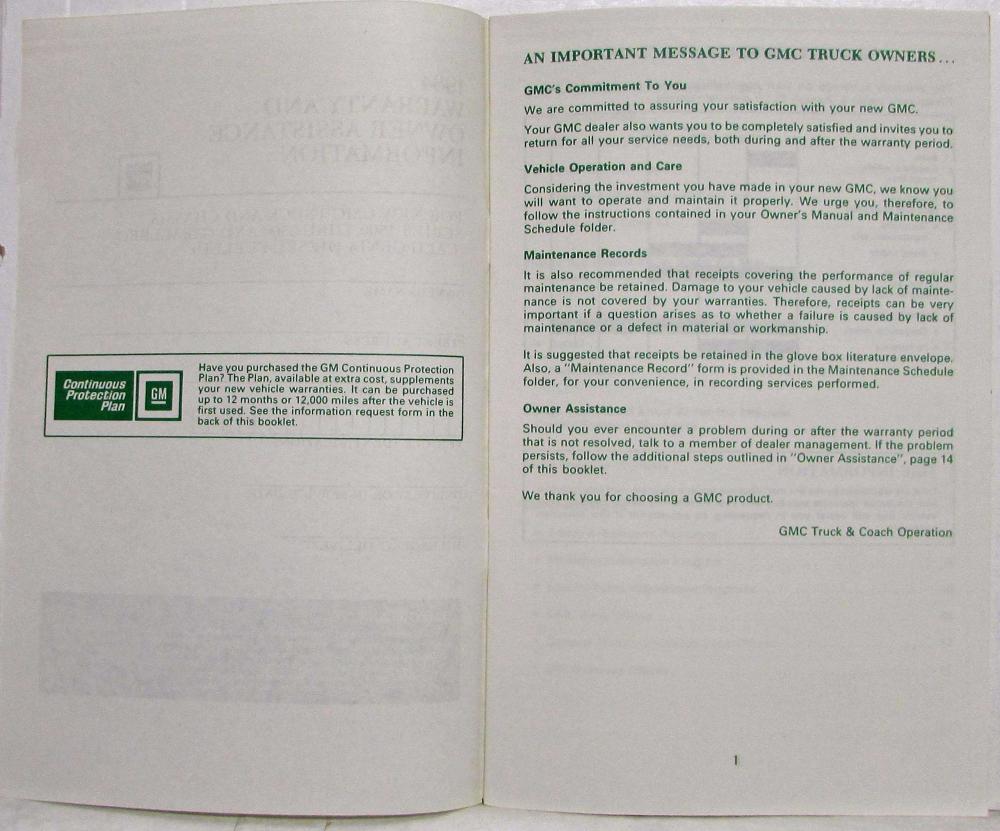 Continuous
Protection
Plan
GM
Have you purchased the GM Continuous Protection
Plan? The Plan, available at extra cost, supplements
your new vehicle warranties. It can be purchased
up to 12 months or 12,000 miles after the vehicle is
first used. See the information request form in the
back of this booklet.
AN IMPORTANT MESSAGE TO GMC TRUCK OWNERS...
GMC's Commitment To You
We are committed to assuring your satisfaction with your new GMC.
Your GMC dealer also wants you to be completely satisfied and invites you to
return for all your service needs, both during and after the warranty period.
Vehicle Operation and Care
Considering the investment you have made in your new GMC, we know you
will want to operate and maintain it properly. We urge you, therefore, to
follow the instructions contained in your Owner's Manual and Maintenance
Schedule folder.
Maintenance Records
It is also recommended that receipts covering the performance of regular
maintenance be retained. Damage to your vehicle caused by lack of mainte-
nance is not covered by your warranties. Therefore, receipts can be very
important if a question arises as to whether a failure is caused by lack of
maintenance or a defect in material or workmanship.
It is suggested that receipts be retained in the glove box literature envelope.
Also, a "Maintenance Record" form is provided in the Maintenance Schedule
folder, for your convenience, in recording services performed.
Owner Assistance
Should you ever encounter a problem during or after the warranty period
that is not resolved, talk to a member of dealer management. If the problem
persists, follow the additional steps outlined in "Owner Assistance", page 14
of this booklet.
We thank you for choosing a GMC product.
GMC Truck & Coach Operation
1